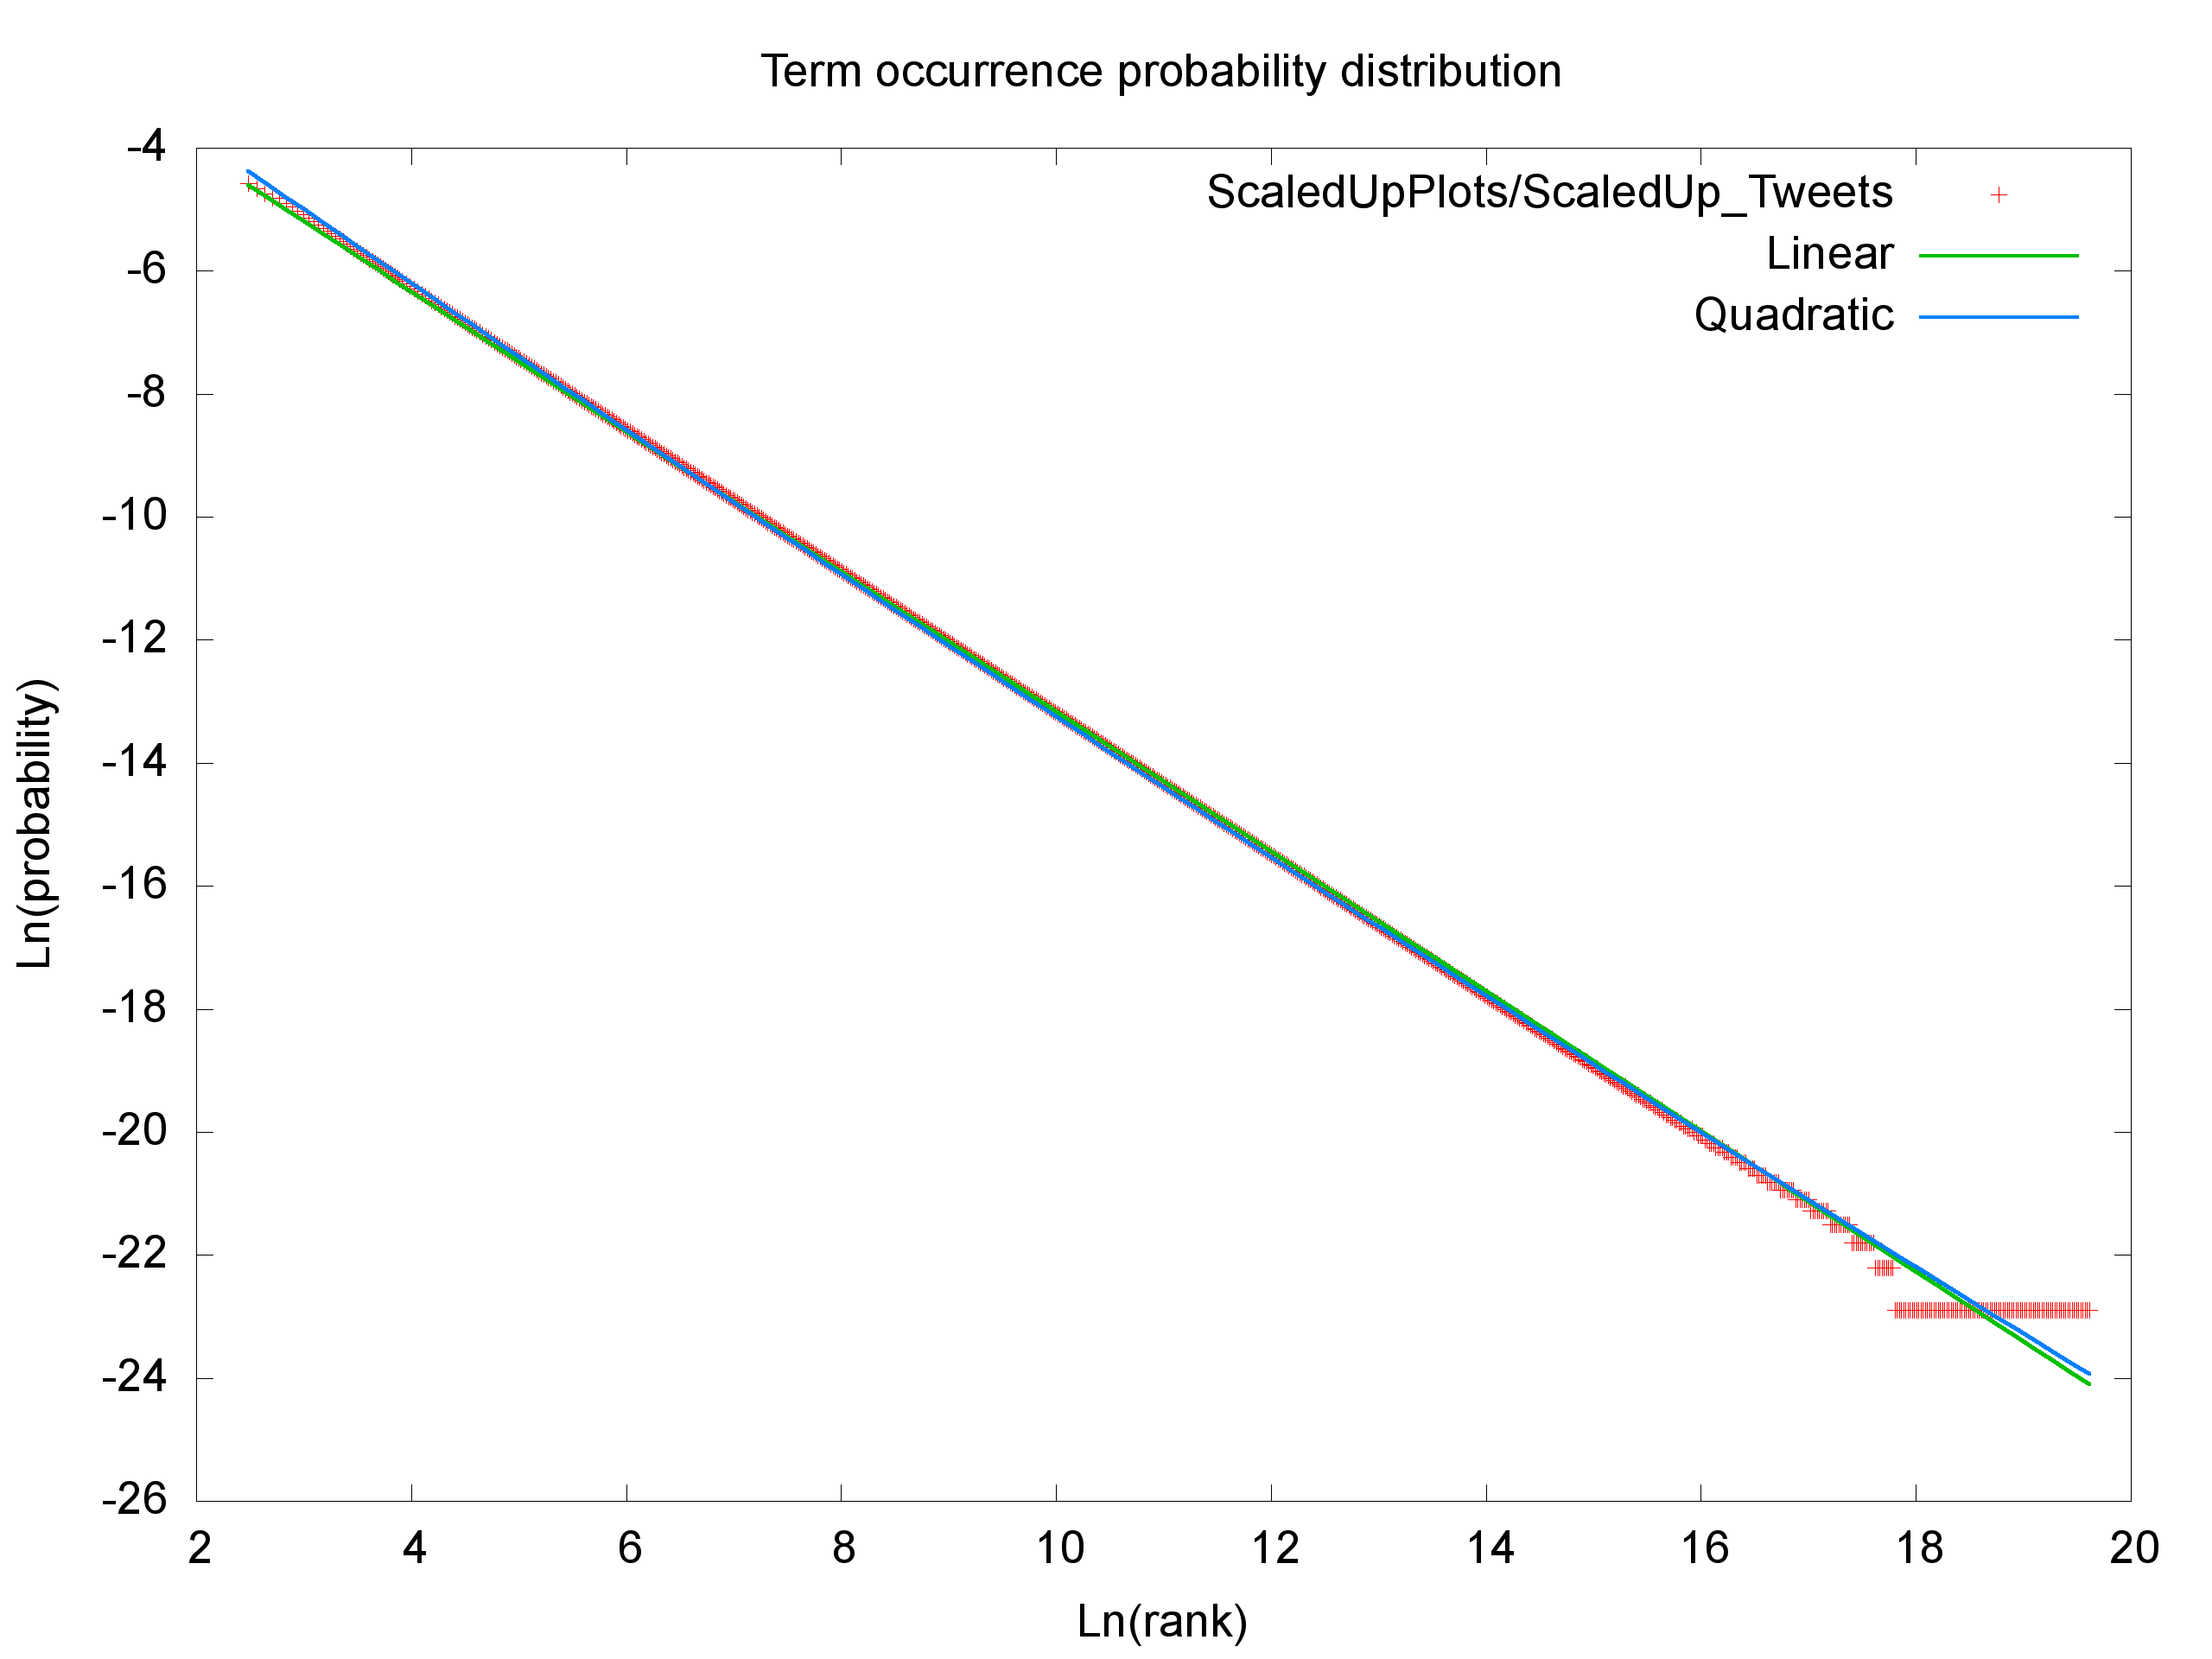 Term occurrence probability distribution
ScaledUpPlots/ScaledUp_Tweets
Linear
Quadratic
Ln(probability)
-4
-6
-8
-10
-12
-14
-16
-18
-20
-22
-24
-26
2 4 6 8 10 12 14 16 18 20
Ln(rank)